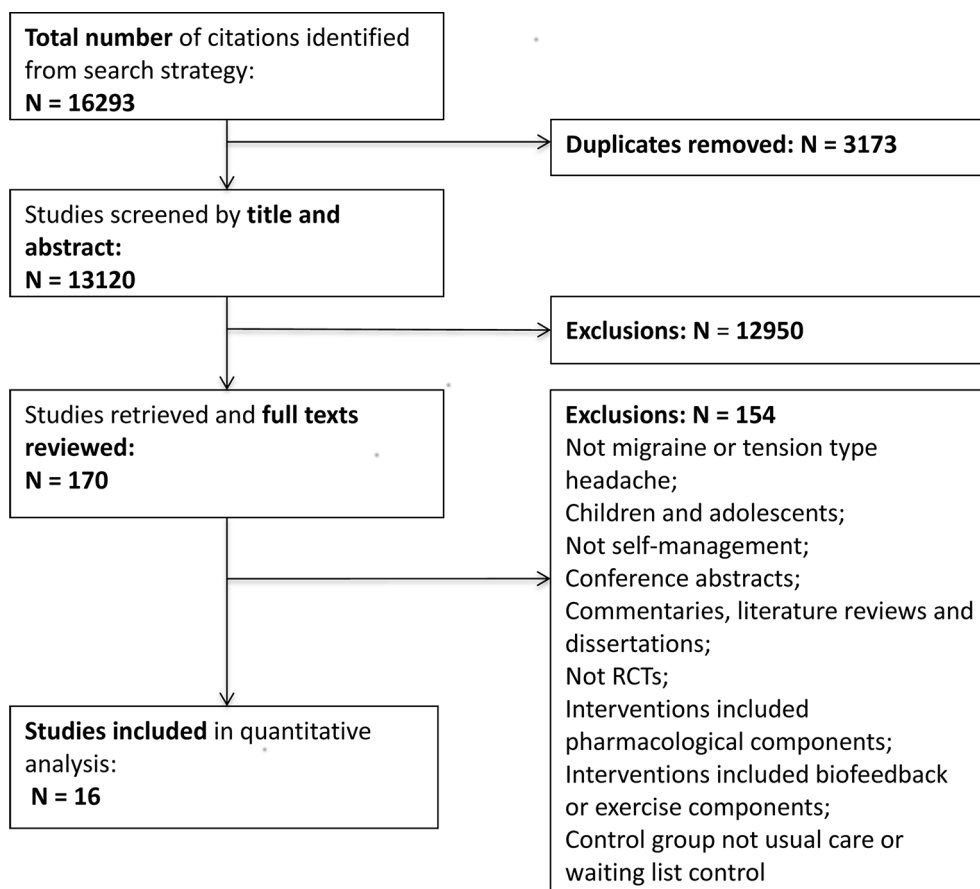 Total number of citations identified
from search strategy:
N = 16293
Duplicates removed: N = 3173
Studies screened by title and
abstract:
N = 13120
Exclusions: N = 12950
Studies retrieved and full texts
reviewed:
N = 170
Exclusions: N = 154
Not migraine or tension type
headache;
Children and adolescents;
Not self-management;
Conference abstracts;
Commentaries, literature reviews and
dissertations;
Not RCTs;
Interventions included
pharmacological components;
Interventions included biofeedback
or exercise components;
Control group not usual care or
waiting list control
Studies included in quantitative
analysis:
N = 16